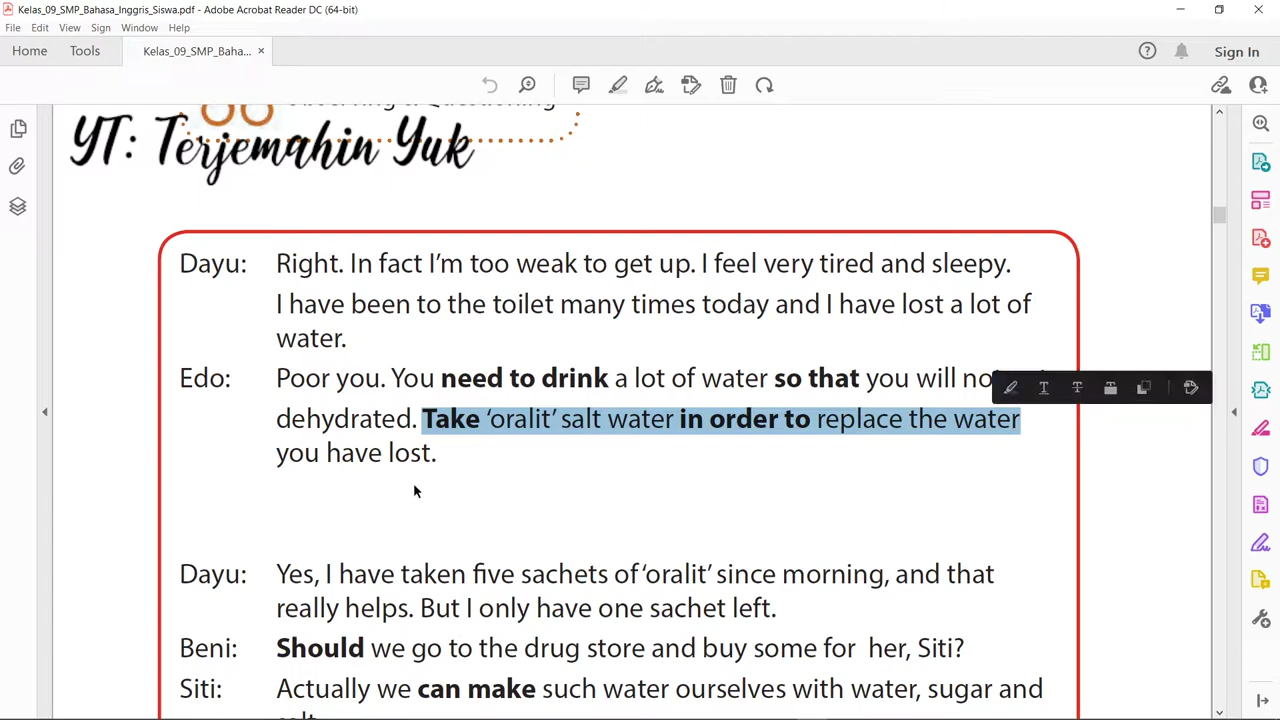 Kelas_09_SMP_Bahasa_Inggris_Siswa.pdf - Adobe Acrobat Reader DC (64-bit)
File Edit View Sign Window Help
Home Tools Kelas_09_SMP_Baha... × Sign In
Observing & Questioning
YT: Terjemahin Yuk
Dayu: Right. In fact I'm too weak to get up. I feel very tired and sleepy.
I have been to the toilet many times today and I have lost a lot of
water.
Edo: Poor you. You need to drink a lot of water so that you will
dehydrated. Take 'oralit' salt water in order to replace the water
you have lost.
Dayu: Yes, I have taken five sachets of 'oralit' since morning, and that
really helps. But I only have one sachet left.
Beni: Should we go to the drug store and buy some for her, Siti?
Siti: Actually we can make such water ourselves with water, sugar and